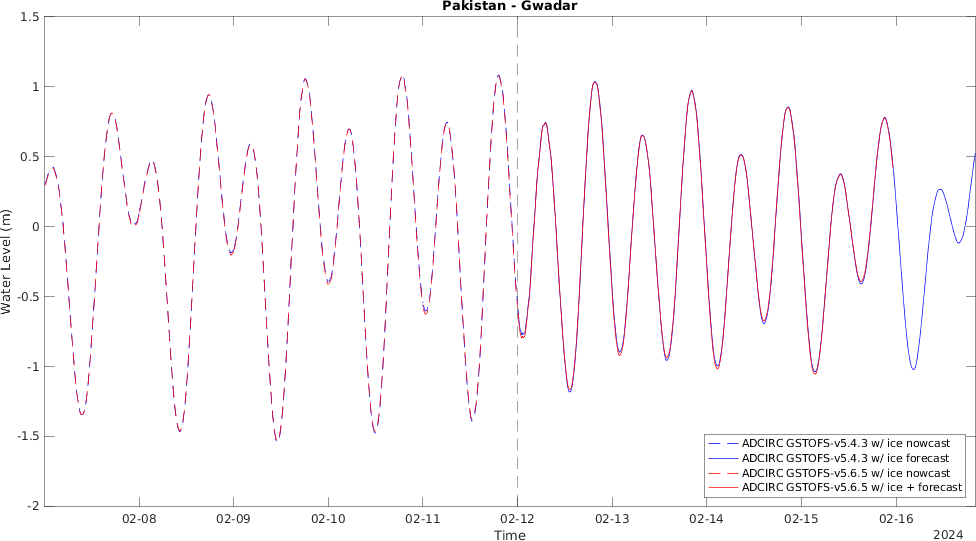 Pakistan - Gwadar
1.5
1
0.5
0
-0.5
-1
-1.5
-2
Water Level (m)
ADCIRC GSTOFS-v5.4.3 w/ ice nowcast
ADCIRC GSTOFS-v5.4.3 w/ ice forecast
ADCIRC GSTOFS-v5.6.5 w/ ice nowcast
ADCIRC GSTOFS-v5.6.5 w/ ice + forecast
02-08 02-09 02-10 02-11 02-12 02-13 02-14 02-15 02-16
Time
2024